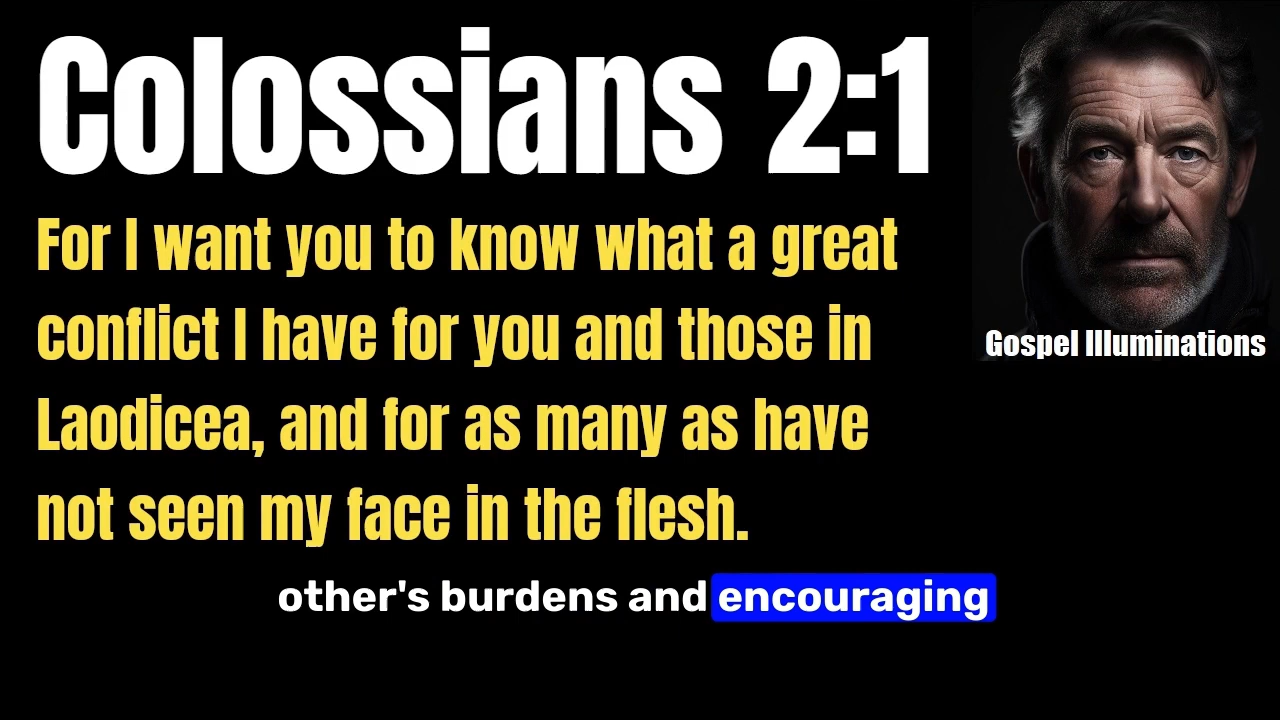 Colossians 2:1
For I want you to know what a great
conflict I have for you and those in
Laodicea, and for as many as have
not seen my face in the flesh.
Gospel Illuminations
other's burdens and encouraging